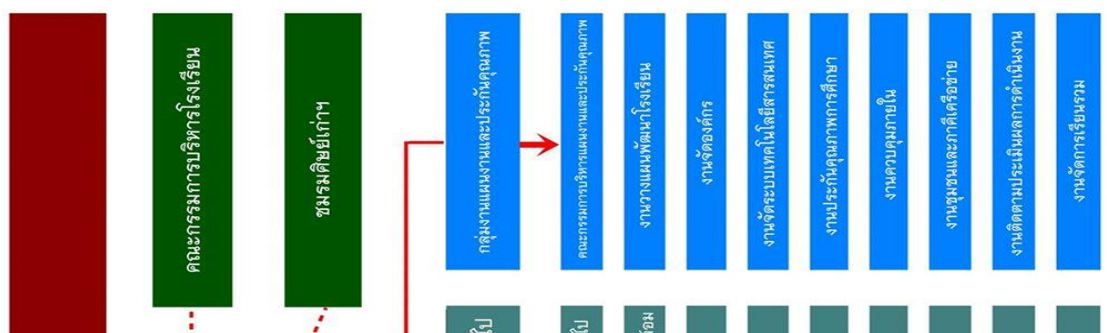 คณะกรรมการบริหารโรงเรียน
ชมรมศิษย์เก่าฯ
กลุ่มงานแผนงานและประกันคุณภาพ
คณะกรรมการบริหารแผนงานและประกันคุณภาพ
งานวางแผนพัฒนาโรงเรียน
งานจัดองค์กร
งานจัดระบบเทคโนโลยีสารสนเทศ
งานประกันคุณภาพการศึกษา
งานควบคุมภายใน
งานชุมชนและภาคีเครือข่าย
งานติดตามประเมินผลการดำเนินงาน
งานจัดการเรียนรวม